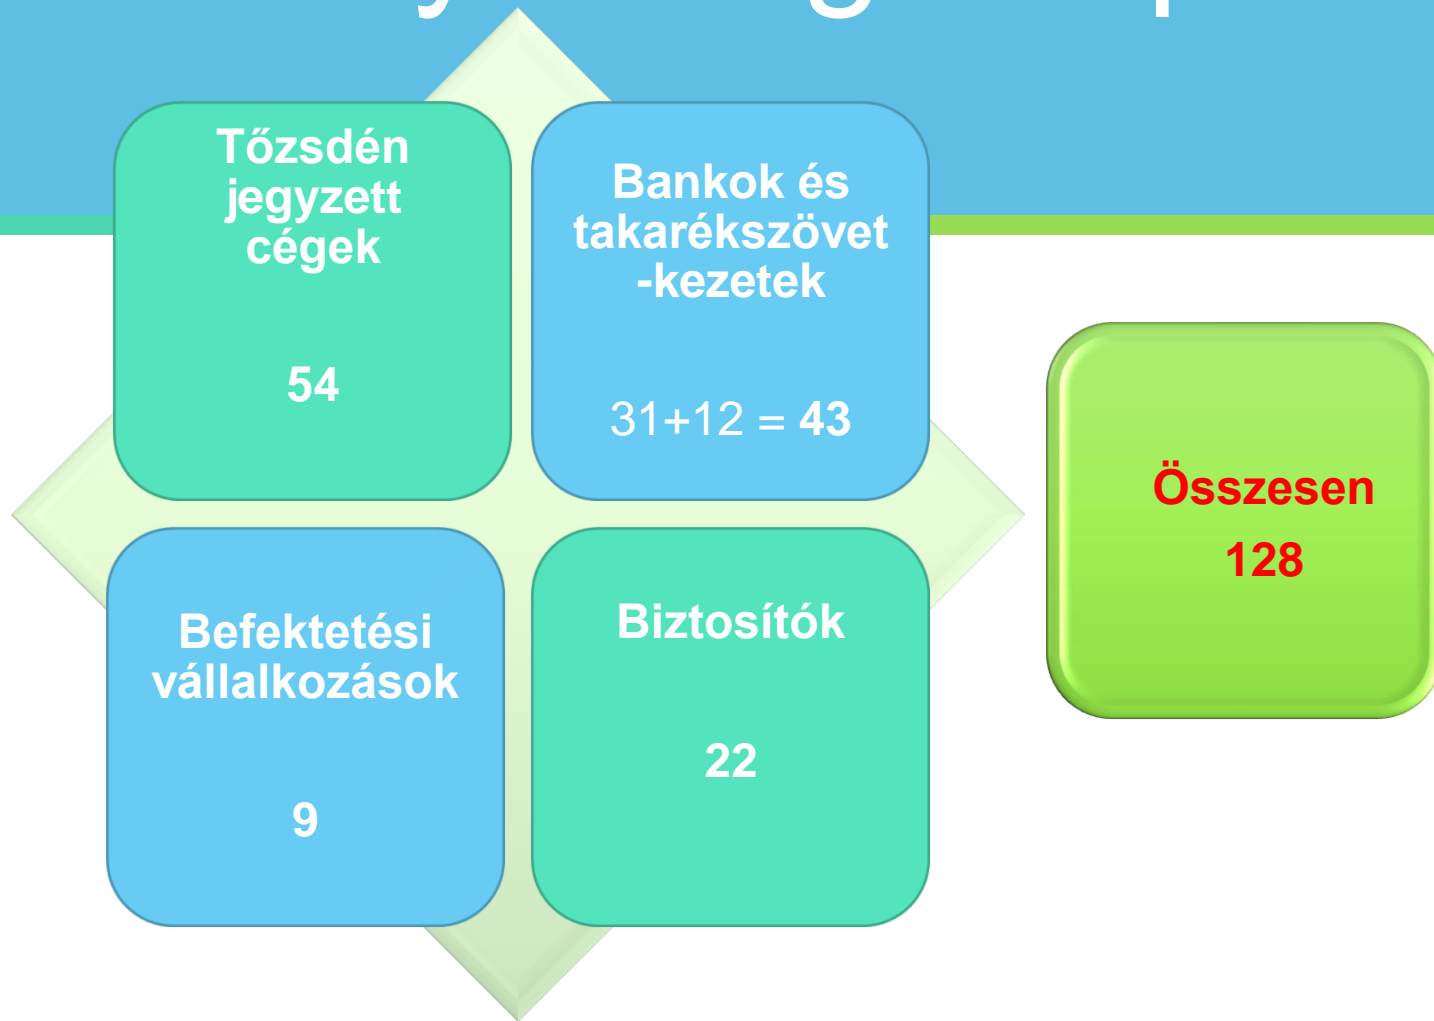 Tőzsdén
jegyzett
cégek
54
Bankok és
takarékszövet
-kezetek
31+12 = 43
Befektetési
vállalkozások
9
Biztosítók
22
Összesen
128